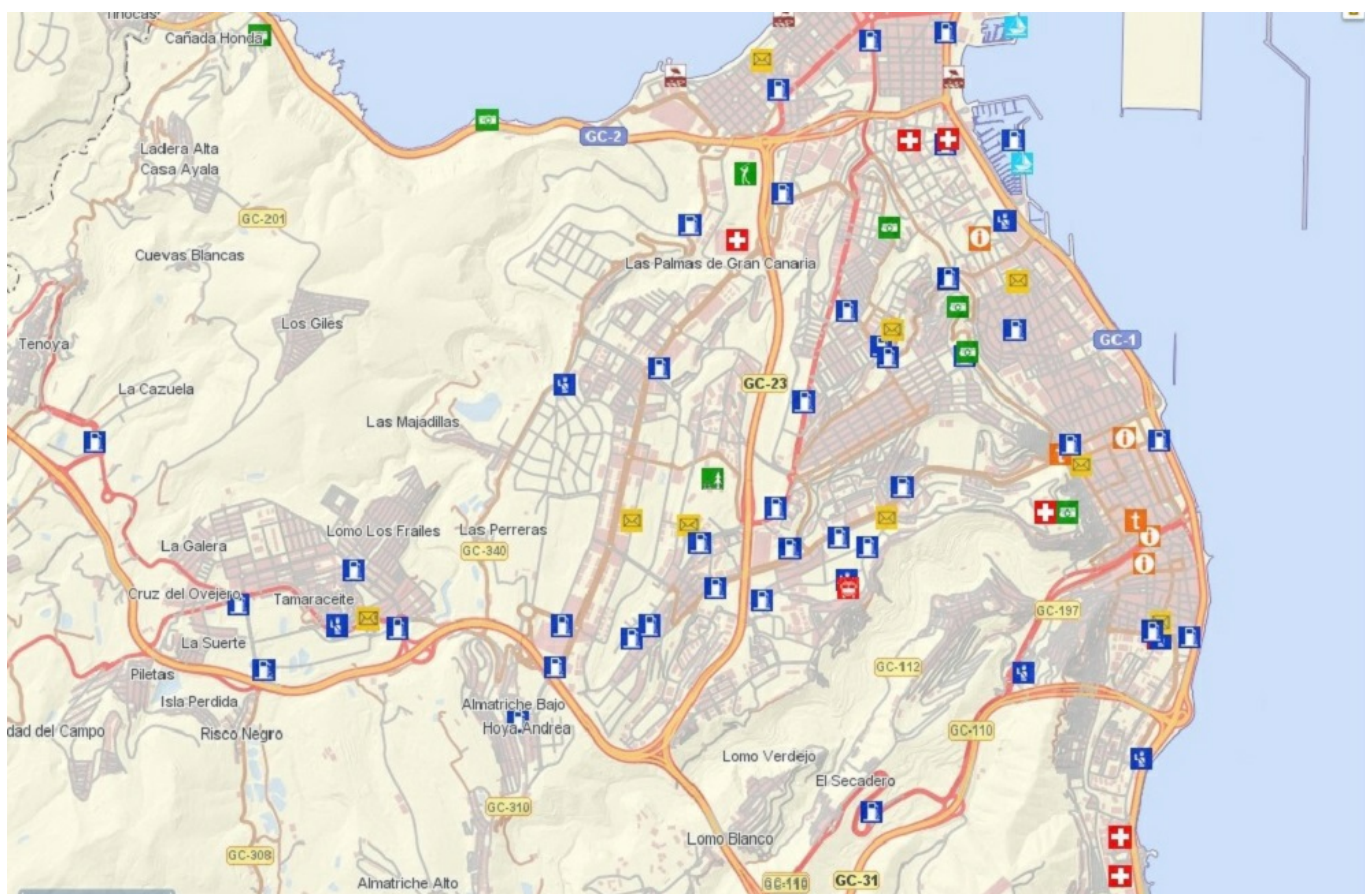 Tinocas
Cañada Honda
GC-2
Ladera Alta
Casa Ayala
GC-201
Cuevas Blancas
Las Palmas de Gran Canaria
Los Giles
Tenoya
GC-1
La Cazuela
GC-23
Las Majadillas
Lomo Los Frailes
Las Perreras
La Galera
GC-340
Cruz del Ovejero
Tamaraceite
GC-197
La Suerte
GC-112
Piletas
Isla Perdida
Almatriche Bajo
dad del Campo
Risco Negro
Hoya Andrea
GC-110
Lomo Verdejo
El Secadero
GC-310
Lomo Blanco
GC-308
Almatriche Alto
GC-110
GC-31